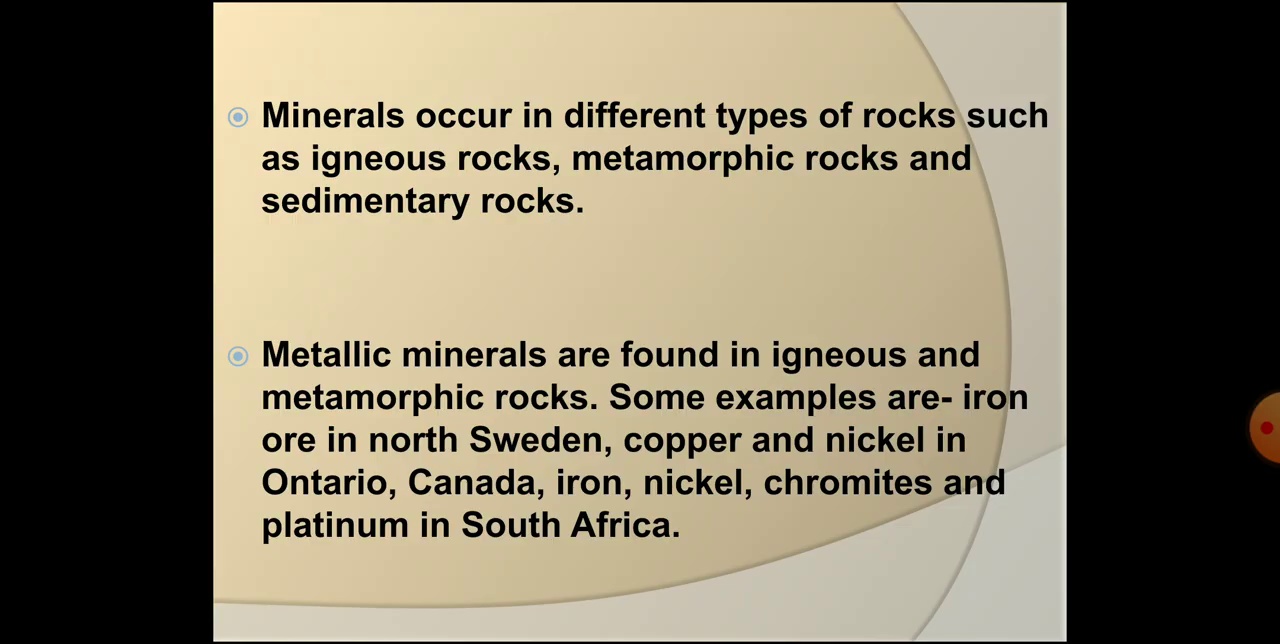 Minerals occur in different types of rocks such
as igneous rocks, metamorphic rocks and
sedimentary rocks.
Metallic minerals are found in igneous and
metamorphic rocks. Some examples are- iron
ore in north Sweden, copper and nickel in
Ontario, Canada, iron, nickel, chromites and
platinum in South Africa.